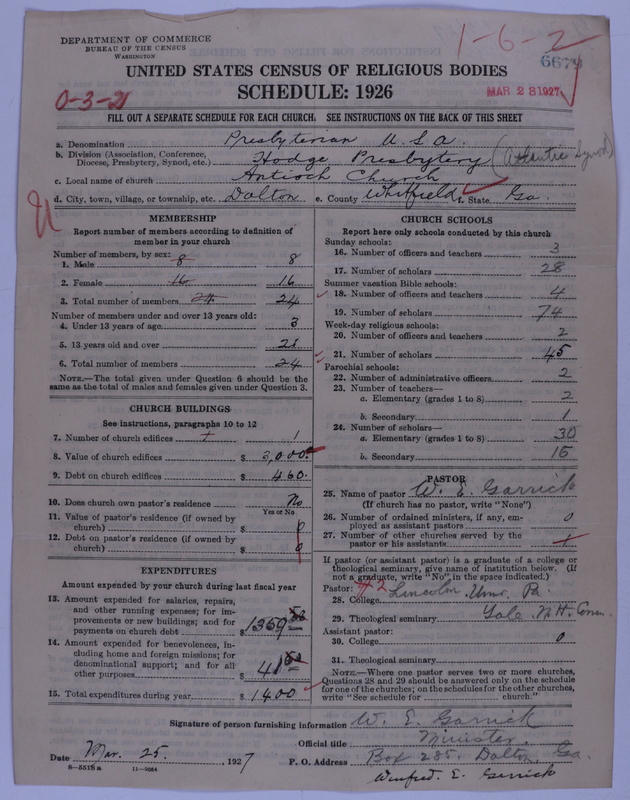 DEPARTMENT OF COMMERCE
BUREAU OF THE CENSUS
WASHINGTON
1-6-2
6679
MAR 28 1927
UNITED STATES CENSUS OF RELIGIOUS BODIES
SCHEDULE: 1926
0-3-21
FILL OUT A SEPARATE SCHEDULE FOR EACH CHURCH. SEE INSTRUCTIONS ON THE BACK OF THIS SHEET
a. Denomination Presbyterian U.S.A.
b. Division (Association, Conference, Diocese, Presbytery, Synod, etc.) Hodge Presbytery (Atlantic Synod)
c. Local name of church Antioch Church
d. City, town, village, or township, etc. Dalton e. County Whitfield f. State Ga.
MEMBERSHIP
Report number of members according to definition of
member in your church
Number of members, by sex:
1. Male 8 8
2. Female 16 16
3. Total number of members 24 24
Number of members under and over 13 years old:
4. Under 13 years of age 3
5. 13 years old and over 21
6. Total number of members 24
NOTE.—The total given under Question 6 should be the
same as the total of males and females given under Question 3.
CHURCH BUILDINGS
See instructions, paragraphs 10 to 12
7. Number of church edifices 1
8. Value of church edifices $ 3,000
9. Debt on church edifices $ 460.
10. Does church own pastor's residence No
Yes or No
11. Value of pastor's residence (if owned by
church) $ 0
12. Debt on pastor's residence (if owned by
church) $ 0
EXPENDITURES
Amount expended by your church during last fiscal year
13. Amount expended for salaries, repairs,
and other running expenses; for im-
provements or new buildings; and for
payments on church debt $ 1359
14. Amount expended for benevolences, in-
cluding home and foreign missions; for
denominational support; and for all
other purposes $ 41
15. Total expenditures during year $ 1400
CHURCH SCHOOLS
Report here only schools conducted by this church
Sunday schools:
16. Number of officers and teachers 3
17. Number of scholars 28
Summer vacation Bible schools:
18. Number of officers and teachers 4
19. Number of scholars 74
Week-day religious schools:
20. Number of officers and teachers 2
21. Number of scholars 45
Parochial schools:
22. Number of administrative officers 2
23. Number of teachers—
a. Elementary (grades 1 to 8) 2
b. Secondary 1
24. Number of scholars—
a. Elementary (grades 1 to 8) 30
b. Secondary 15
PASTOR
25. Name of pastor W. E. Garrick
(If church has no pastor, write "None")
26. Number of ordained ministers, if any, em-
ployed as assistant pastors 0
27. Number of other churches served by the
pastor or his assistants
If pastor (or assistant pastor) is a graduate of a college or
theological seminary, give name of institution below. (If
not a graduate, write "No" in the space indicated.)
Pastor: #2
28. College Lincoln Univ. Pa.
29. Theological seminary Yale N.H. Conn.
Assistant pastor:
30. College 0
31. Theological seminary
NOTE.—Where one pastor serves two or more churches,
Questions 28 and 29 should be answered only on the schedule
for one of the churches; on the schedules for the other churches,
write "See schedule for church."
Signature of person furnishing information W. E. Garrick
Official title Minister.
Date Mar. 25, 1927 P. O. Address Box 285. Dalton, Ga.
8—5518a 11—9064
Winfred. E. Garrick